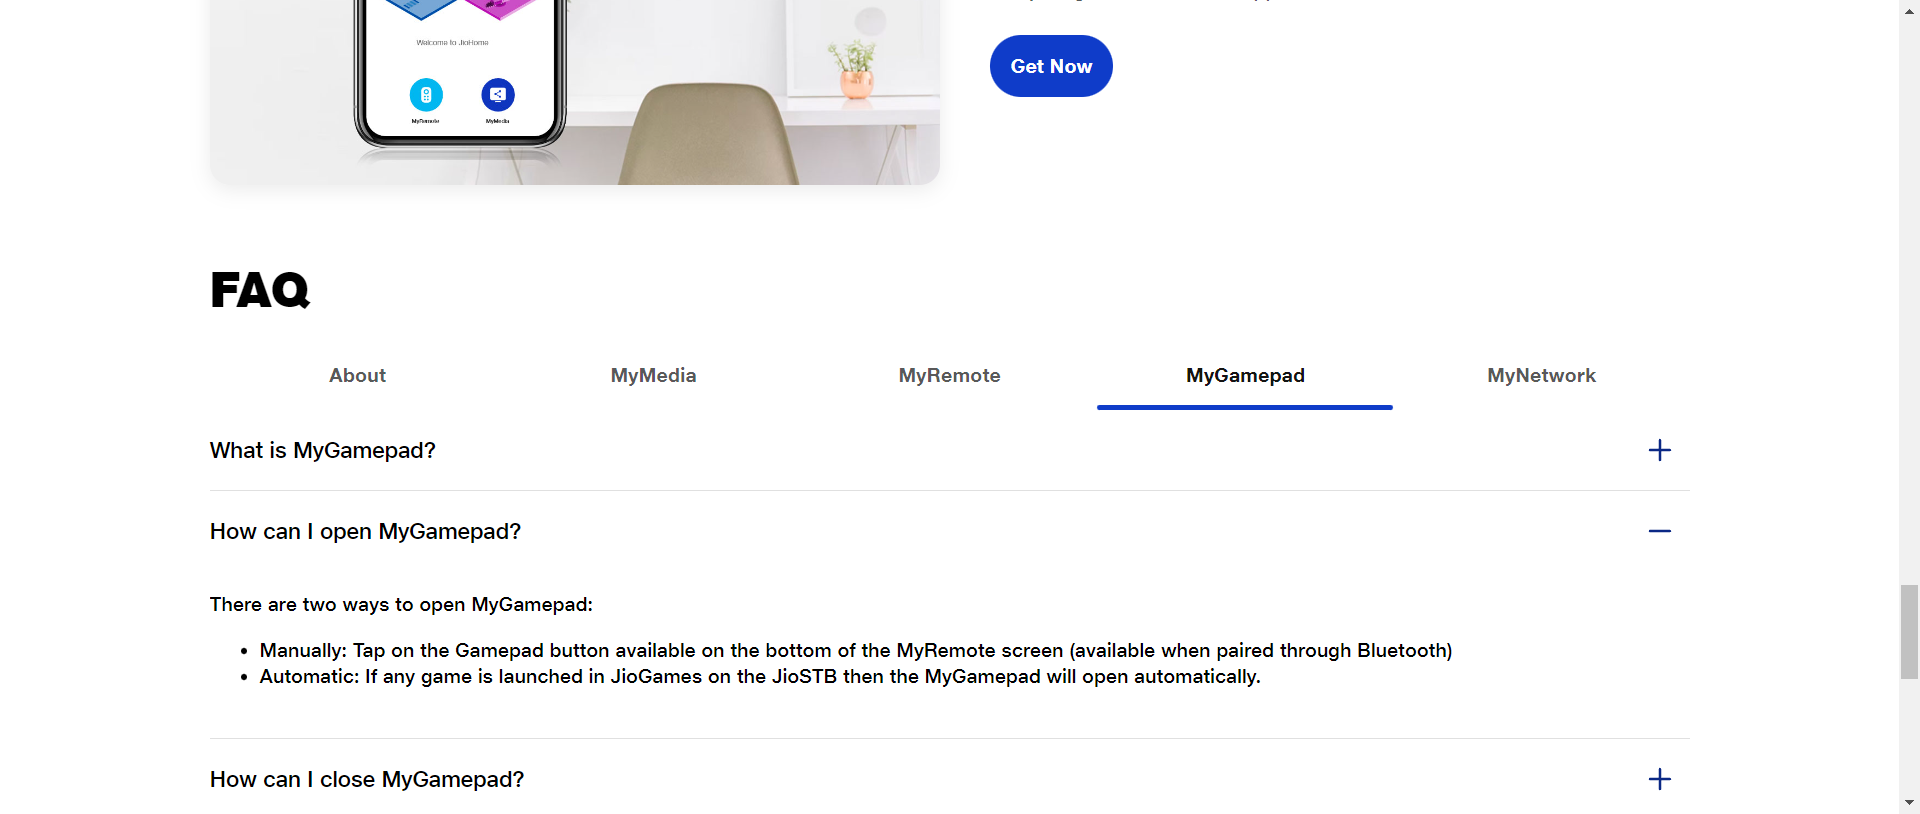 Welcome to JioHome
MyRemote
MyMedia
Get Now
FAQ
About
MyMedia
MyRemote
MyGamepad
MyNetwork
What is MyGamepad?
How can I open MyGamepad?
There are two ways to open MyGamepad:
• Manually: Tap on the Gamepad button available on the bottom of the MyRemote screen (available when paired through Bluetooth)
• Automatic: If any game is launched in JioGames on the JioSTB then the MyGamepad will open automatically.
How can I close MyGamepad?